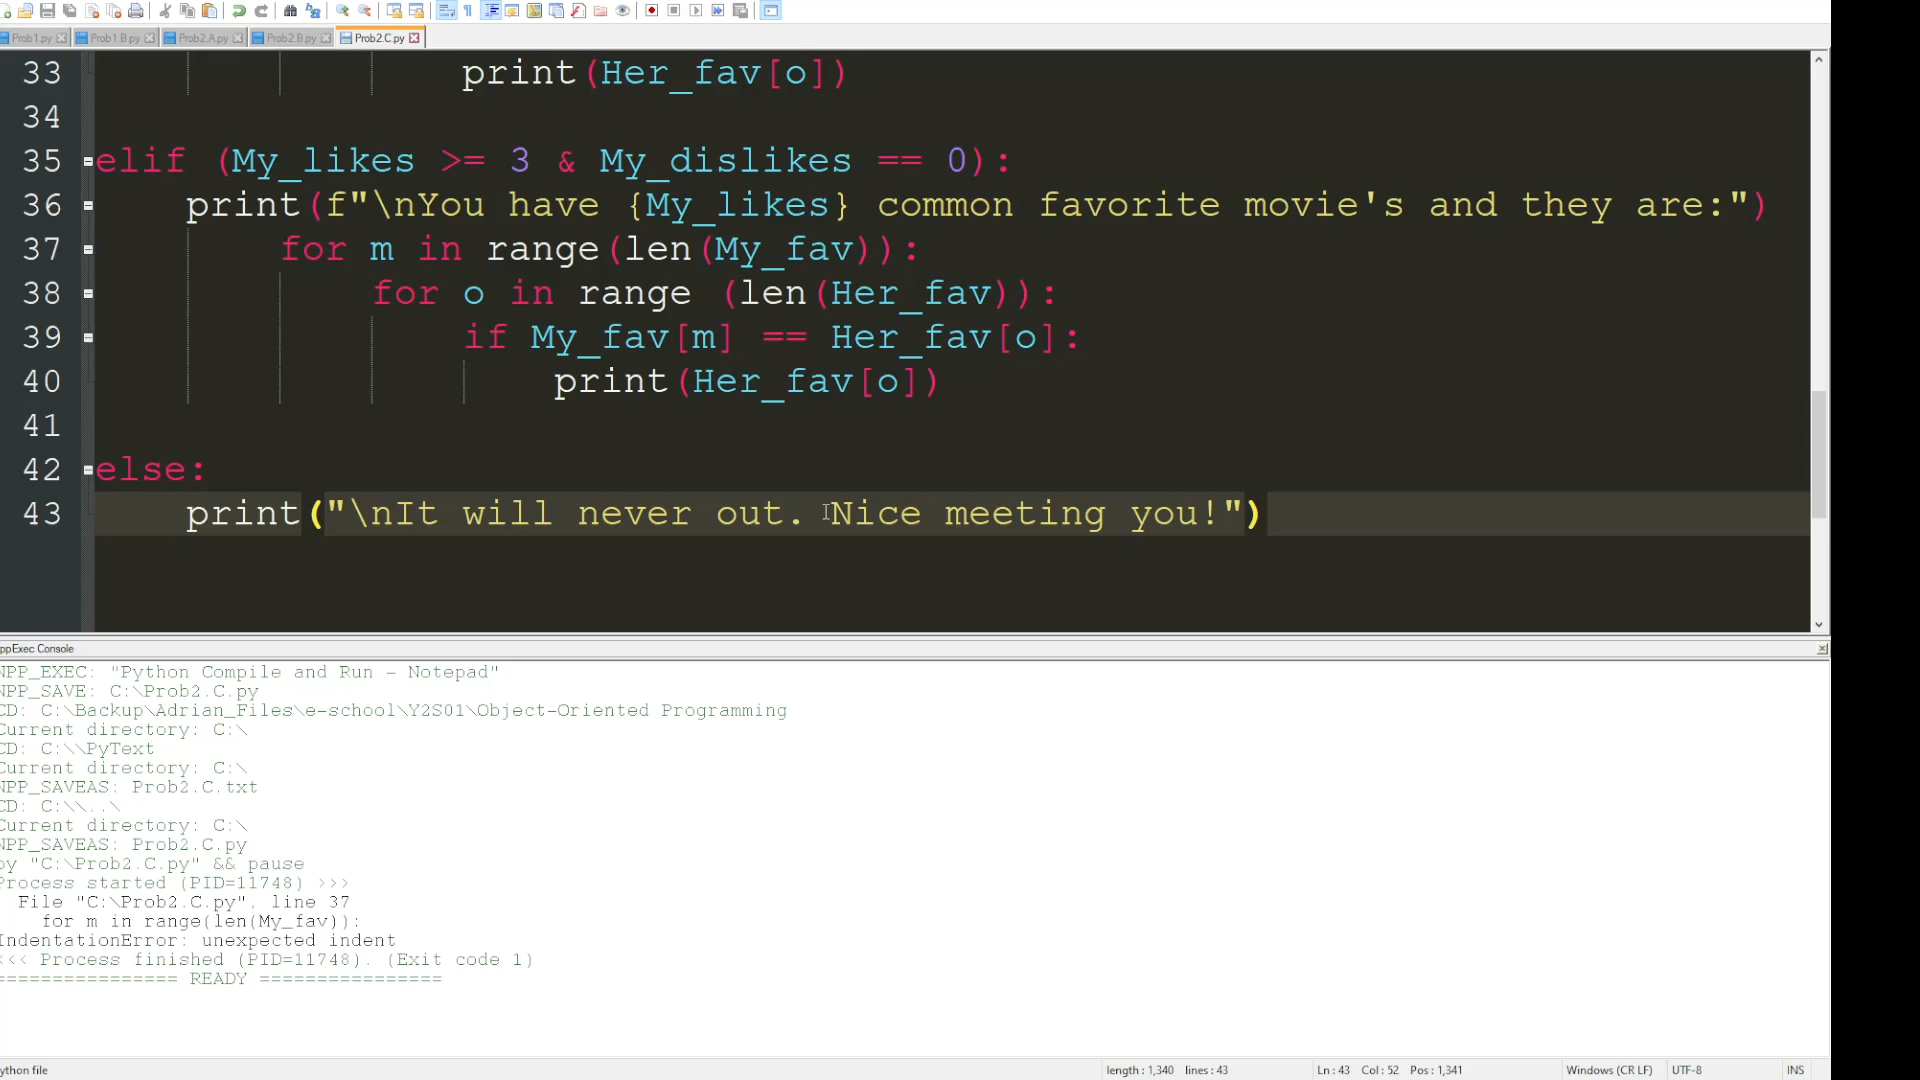 Prob1.py Prob1.B.py Prob2.A.py Prob2.B.py Prob2.C.py
33 print(Her_fav[o])
34
35 elif (My_likes >= 3 & My_dislikes == 0):
36 print(f"\nYou have {My_likes} common favorite movie's and they are:")
37 for m in range(len(My_fav)):
38 for o in range (len(Her_fav)):
39 if My_fav[m] == Her_fav[o]:
40 print(Her_fav[o])
41
42 else:
43 print("\nIt will never out. Nice meeting you!")
ppExec Console
NPP_EXEC: "Python Compile and Run - Notepad"
NPP_SAVE: C:\Prob2.C.py
CD: C:\Backup\Adrian_Files\e-school\Y2S01\Object-Oriented Programming
Current directory: C:\
CD: C:\\PyText
Current directory: C:\
NPP_SAVEAS: Prob2.C.txt
CD: C:\\..\
Current directory: C:\
NPP_SAVEAS: Prob2.C.py
py "C:\Prob2.C.py" && pause
Process started (PID=11748) >>>
File "C:\Prob2.C.py", line 37
for m in range(len(My_fav)):
IndentationError: unexpected indent
<<< Process finished (PID=11748). (Exit code 1)
================ READY ================
ython file length : 1,340 lines : 43 Ln : 43 Col : 52 Pos : 1,341 Windows (CR LF) UTF-8 INS